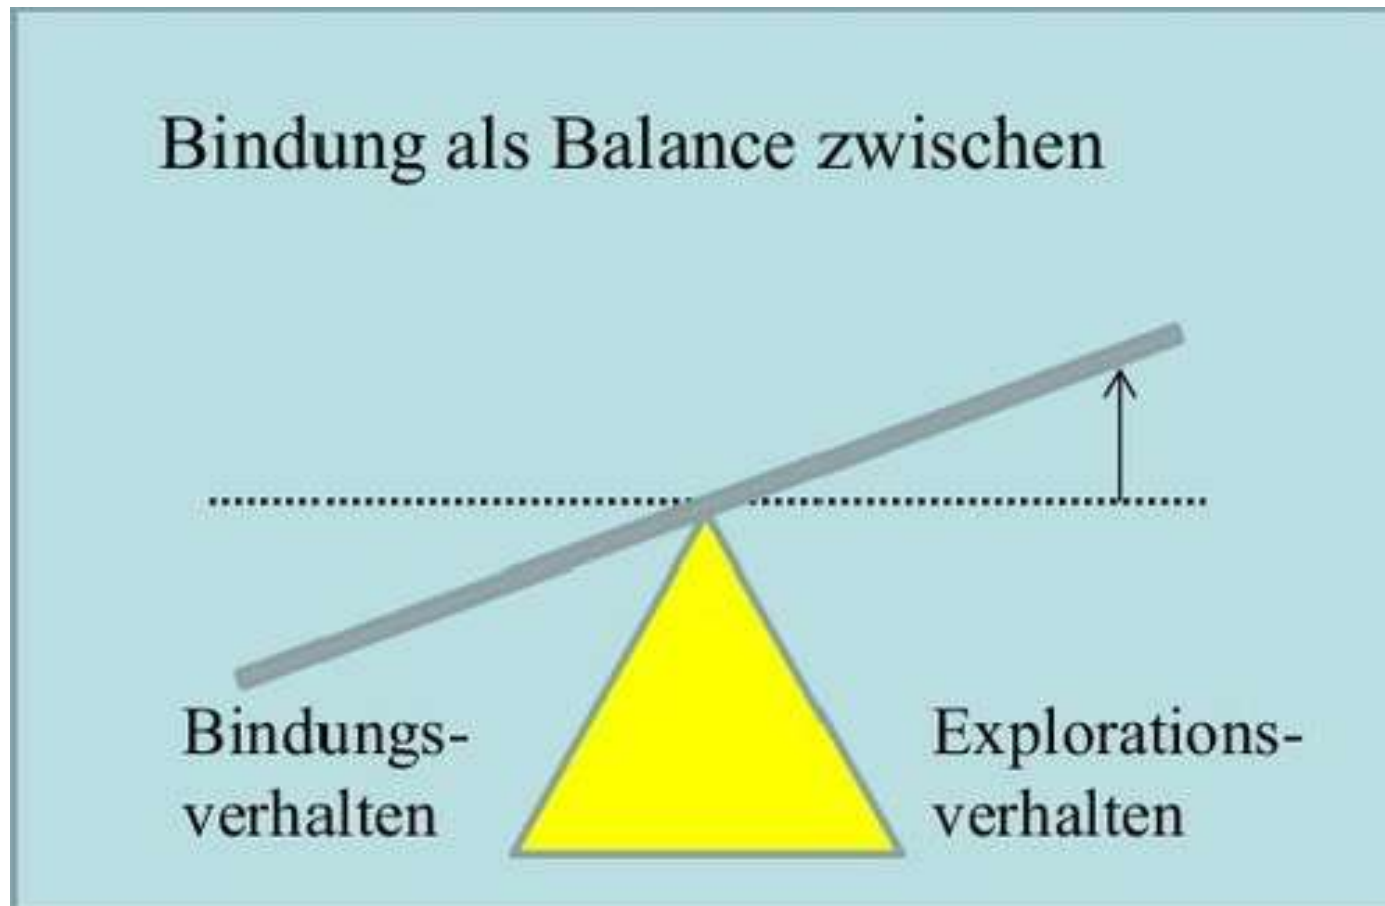 Bindung als Balance zwischen
Bindungs-
verhalten
Explorations-
verhalten